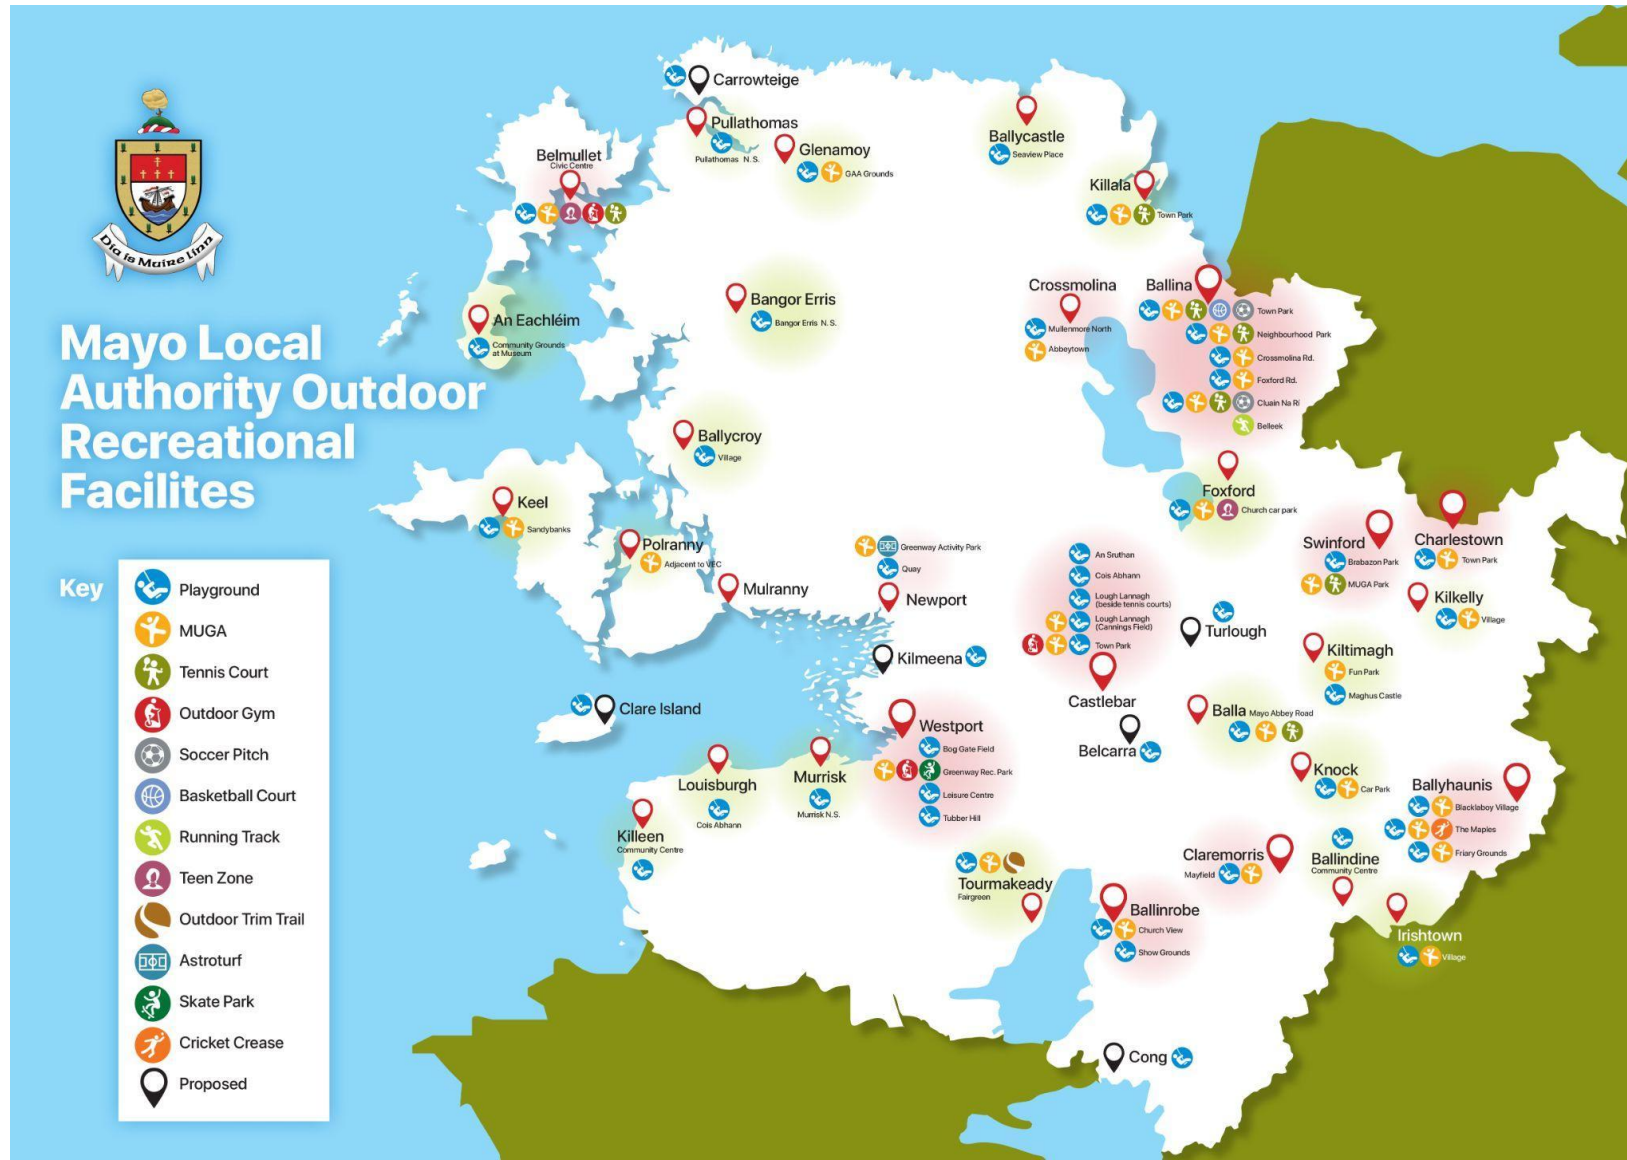 Dia is Muire Linn
Mayo Local
Authority Outdoor
Recreational
Facilites
Key
Playground
MUGA
Tennis Court
Outdoor Gym
Soccer Pitch
Basketball Court
Running Track
Teen Zone
Outdoor Trim Trail
Astroturf
Skate Park
Cricket Crease
Proposed
Carrowteige
Pullathomas
Pullathomas N.S.
Glenamoy
GAA Grounds
Belmullet
Civic Centre
Ballycastle
Seaview Place
Killala
Town Park
An Eachléim
Community Grounds
at Museum
Bangor Erris
Bangor Erris N.S.
Crossmolina
Mullenmore North
Abbeytown
Ballina
Town Park
Neighbourhood Park
Crossmolina Rd.
Foxford Rd.
Cluain Na Rí
Belleek
Ballycroy
Village
Keel
Sandybanks
Polranny
Adjacent to VEC
Mulranny
Greenway Activity Park
Quay
Newport
Kilmeena
Foxford
Church car park
An Sruthan
Cois Abhann
Lough Lannagh
(beside tennis courts)
Lough Lannagh
(Cannings Field)
Town Park
Castlebar
Turlough
Swinford
Brabazon Park
MUGA Park
Charlestown
Town Park
Kilkelly
Village
Kiltimagh
Fun Park
Maghus Castle
Clare Island
Westport
Bog Gate Field
Greenway Rec. Park
Leisure Centre
Tubber Hill
Belcarra
Balla Mayo Abbey Road
Knock
Car Park
Louisburgh
Cois Abhann
Murrisk
Murrisk N.S.
Killeen
Community Centre
Ballyhaunis
Blacklaboy Village
The Maples
Friary Grounds
Claremorris
Mayfield
Ballindine
Community Centre
Tourmakeady
Fairgreen
Ballinrobe
Church View
Show Grounds
Irishtown
Village
Cong